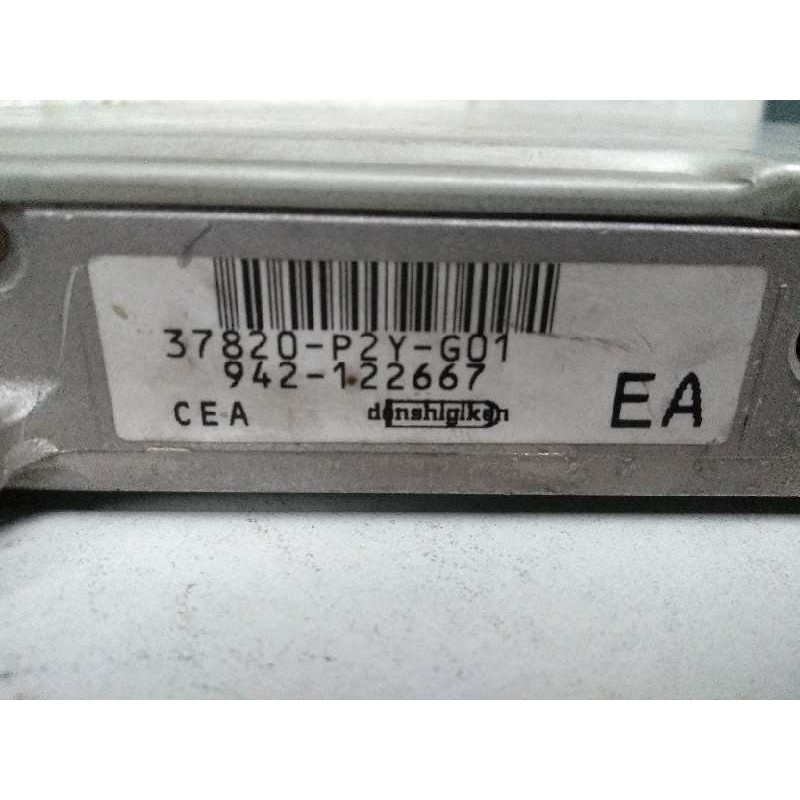 37820-P2Y-G01
942-122667
CEA denshigiken EA